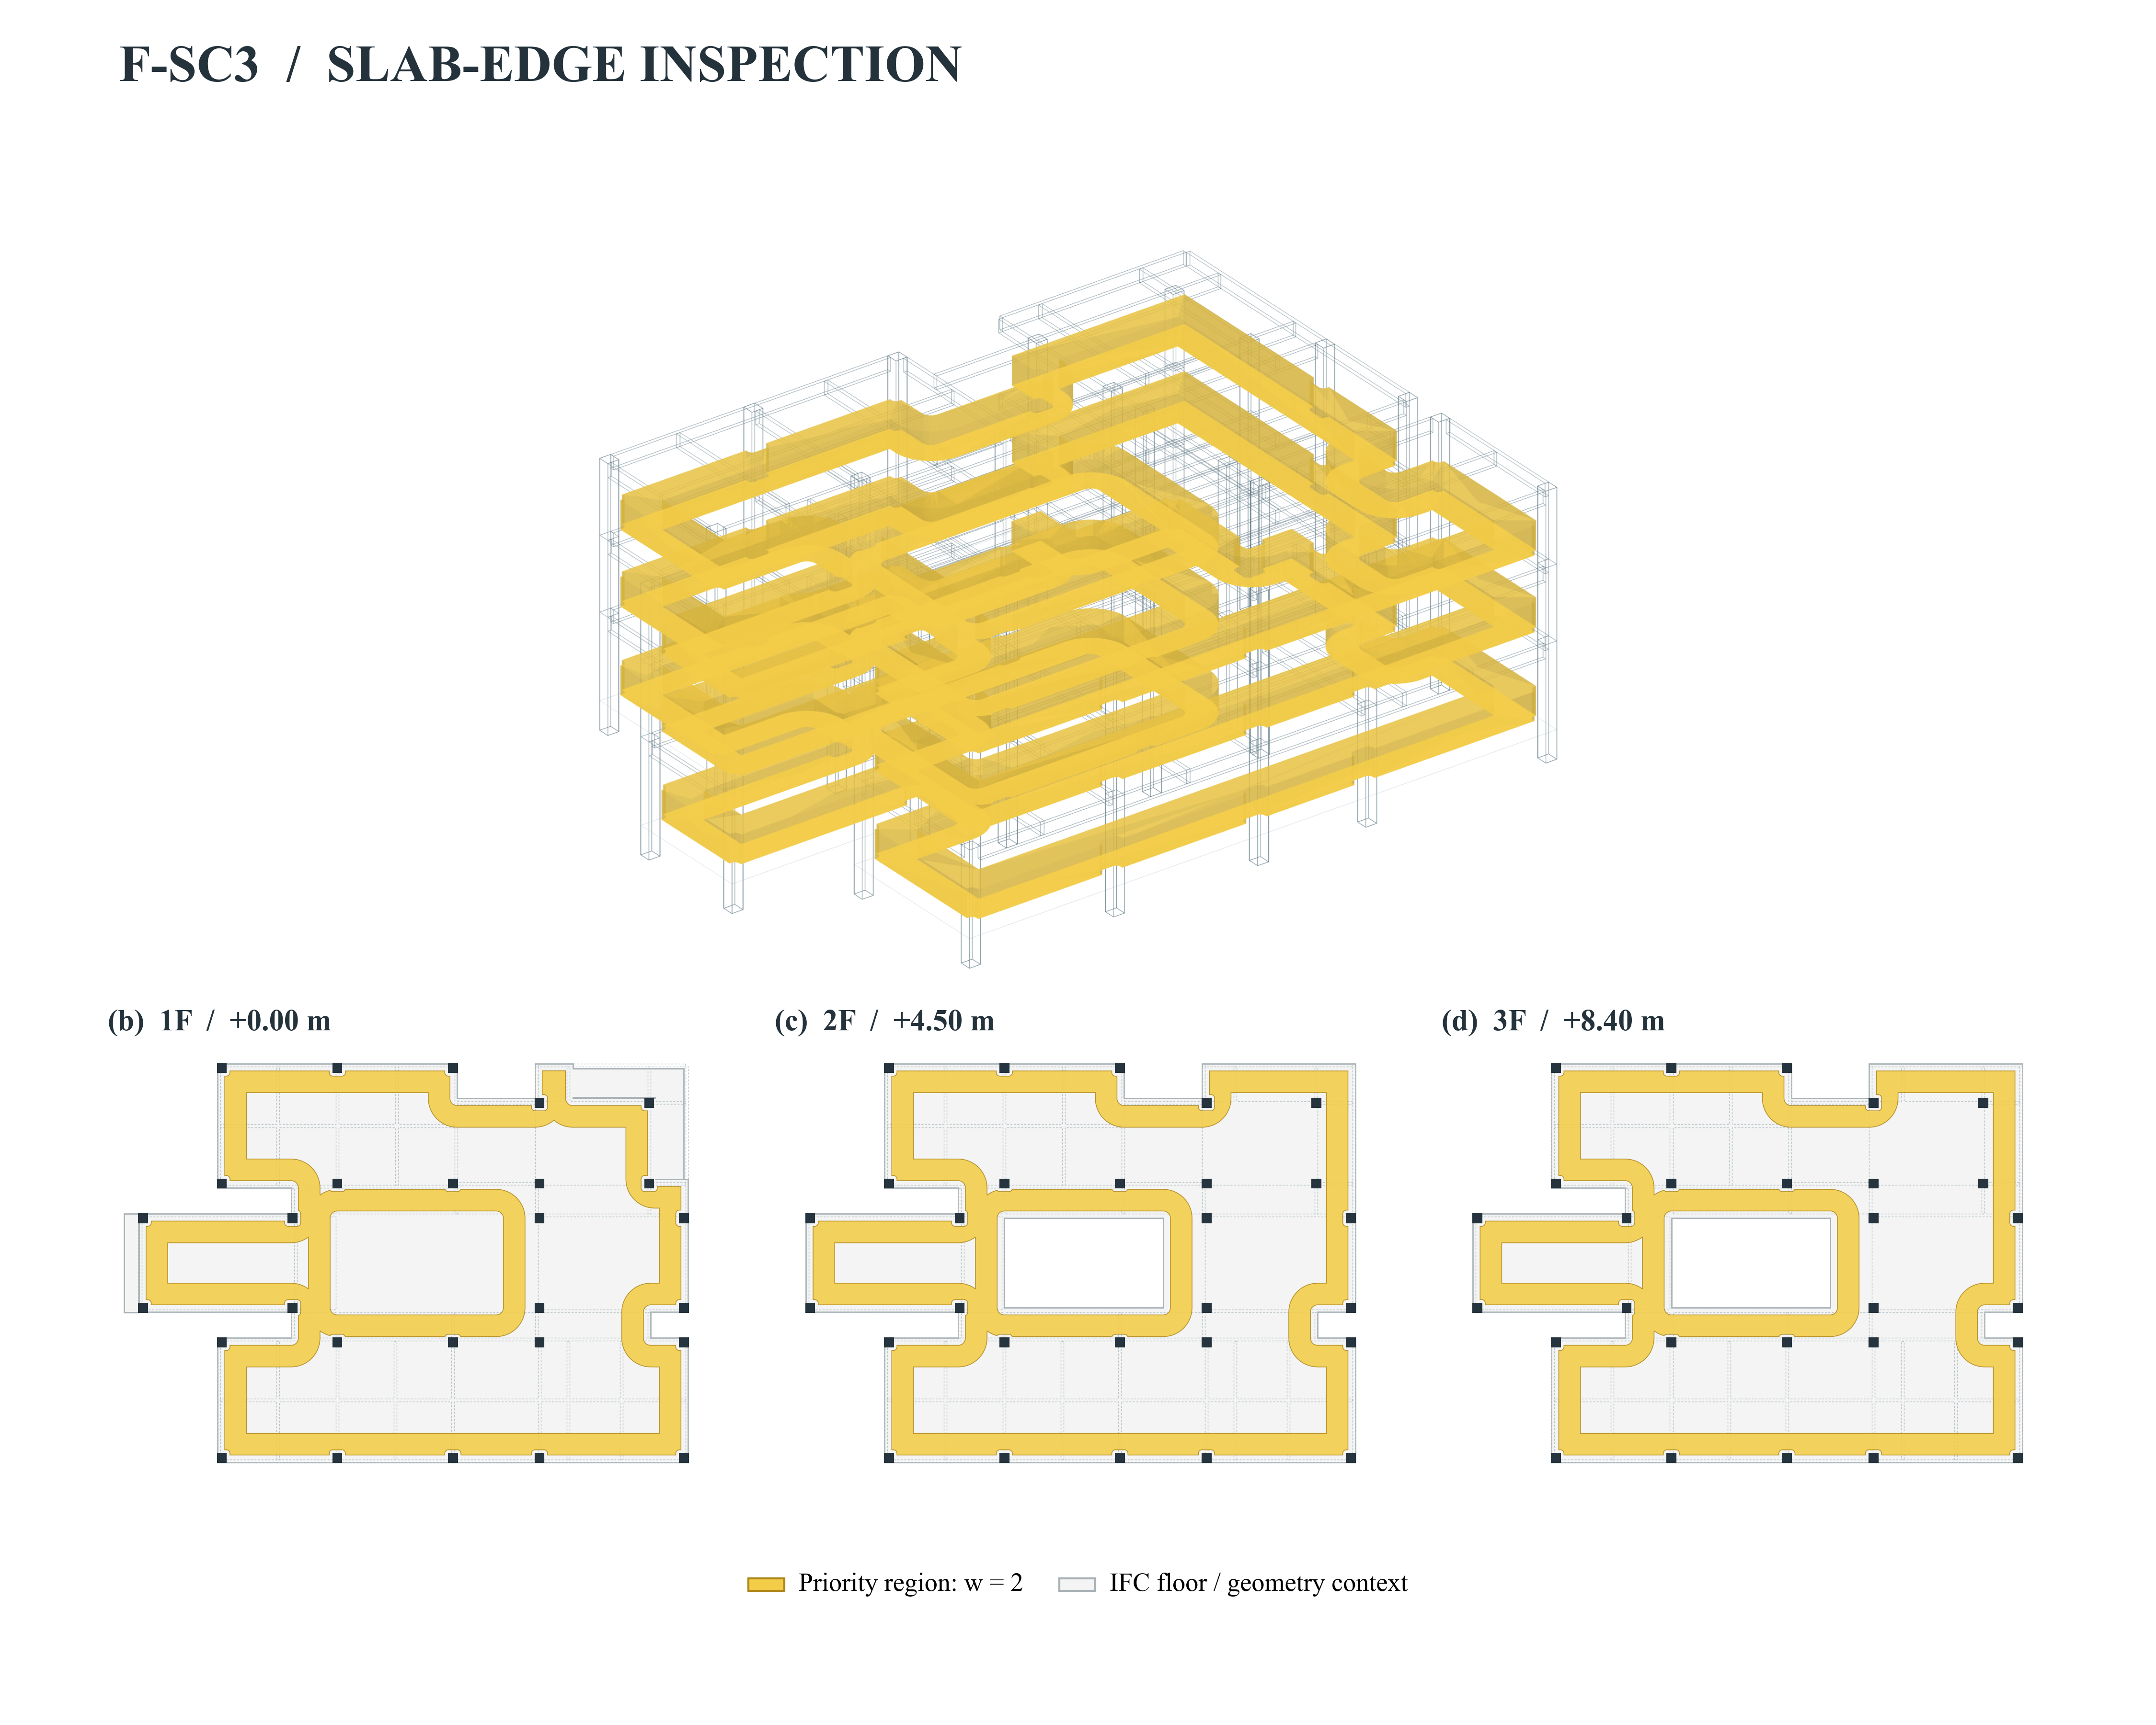 F-SC3 / SLAB-EDGE INSPECTION
(b) 1F / +0.00 m
(c) 2F / +4.50 m
(d) 3F / +8.40 m
Priority region: w = 2
IFC floor / geometry context